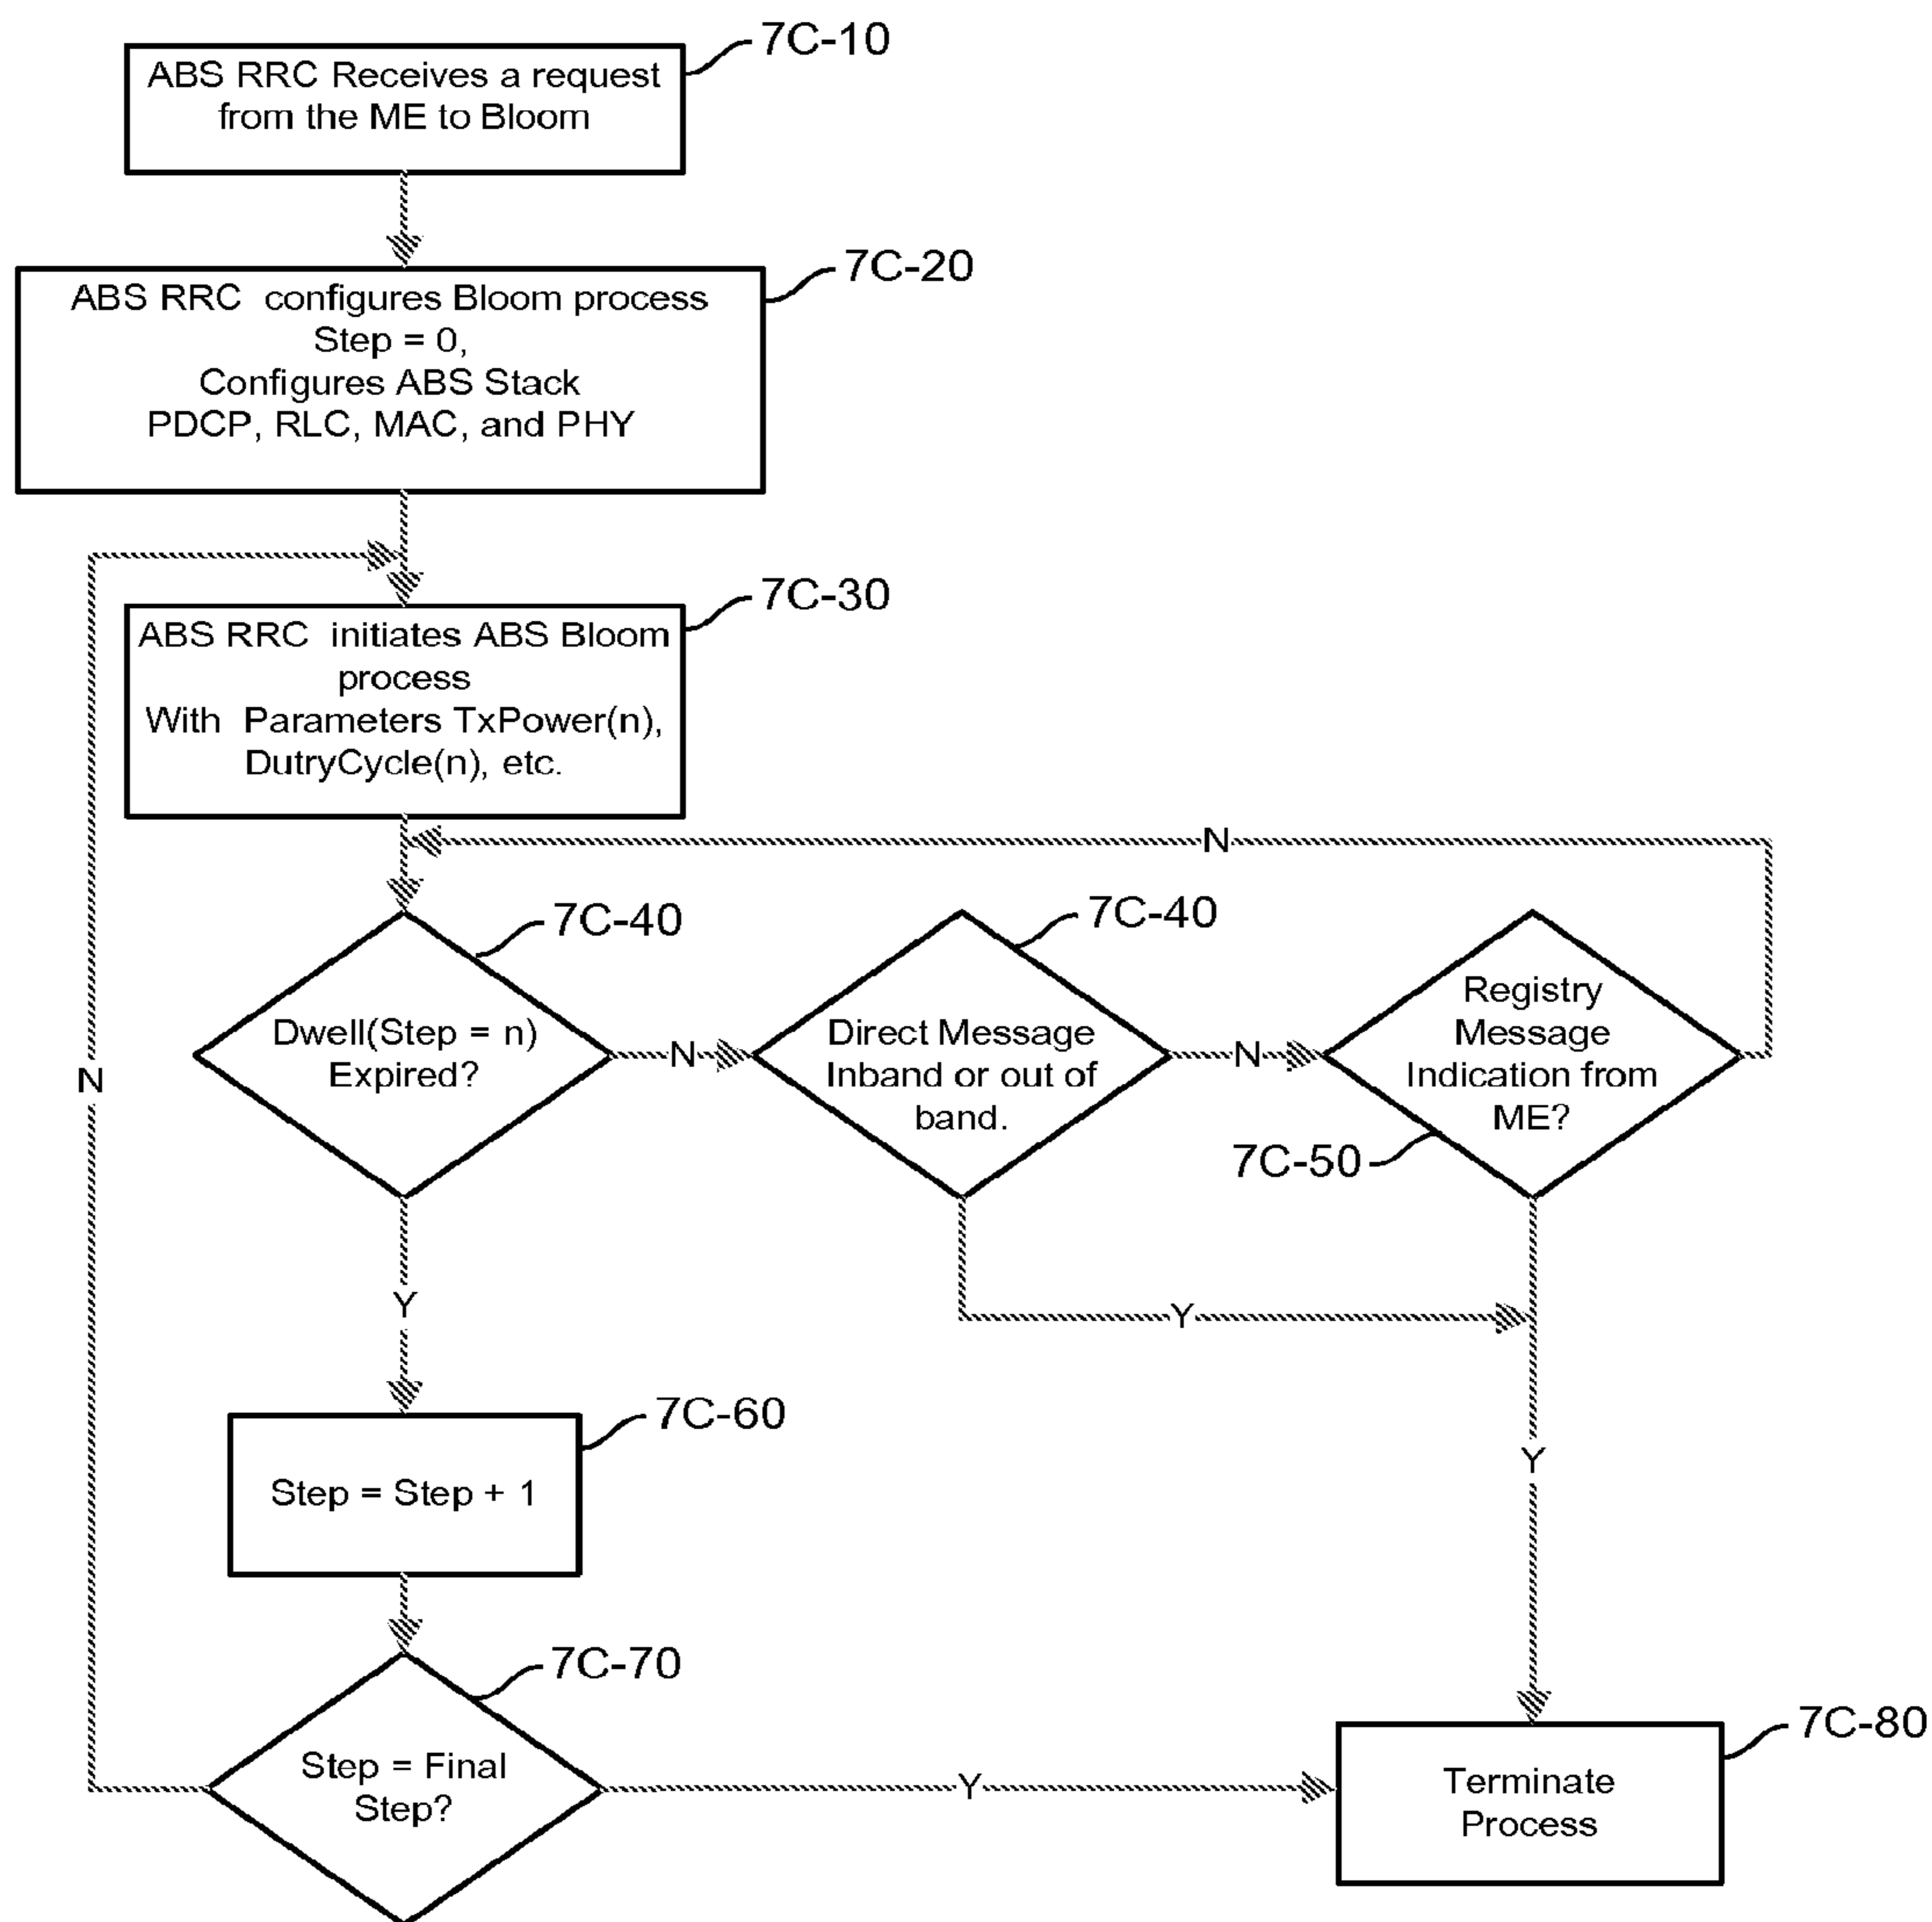 7C-10
ABS RRC Receives a request
from the ME to Bloom
7C-20
ABS RRC configures Bloom process
Step = 0,
Configures ABS Stack
PDCP, RLC, MAC, and PHY
7C-30
ABS RRC initiates ABS Bloom
process
With Parameters TxPower(n),
DutryCycle(n), etc.
N
7C-40
Dwell(Step = n)
Expired?
N
7C-40
Direct Message
Inband or out of
band.
N
Registry
Message
Indication from
ME?
7C-50
N
Y
Y
Y
7C-60
Step = Step + 1
7C-70
Step = Final
Step?
Y
7C-80
Terminate
Process